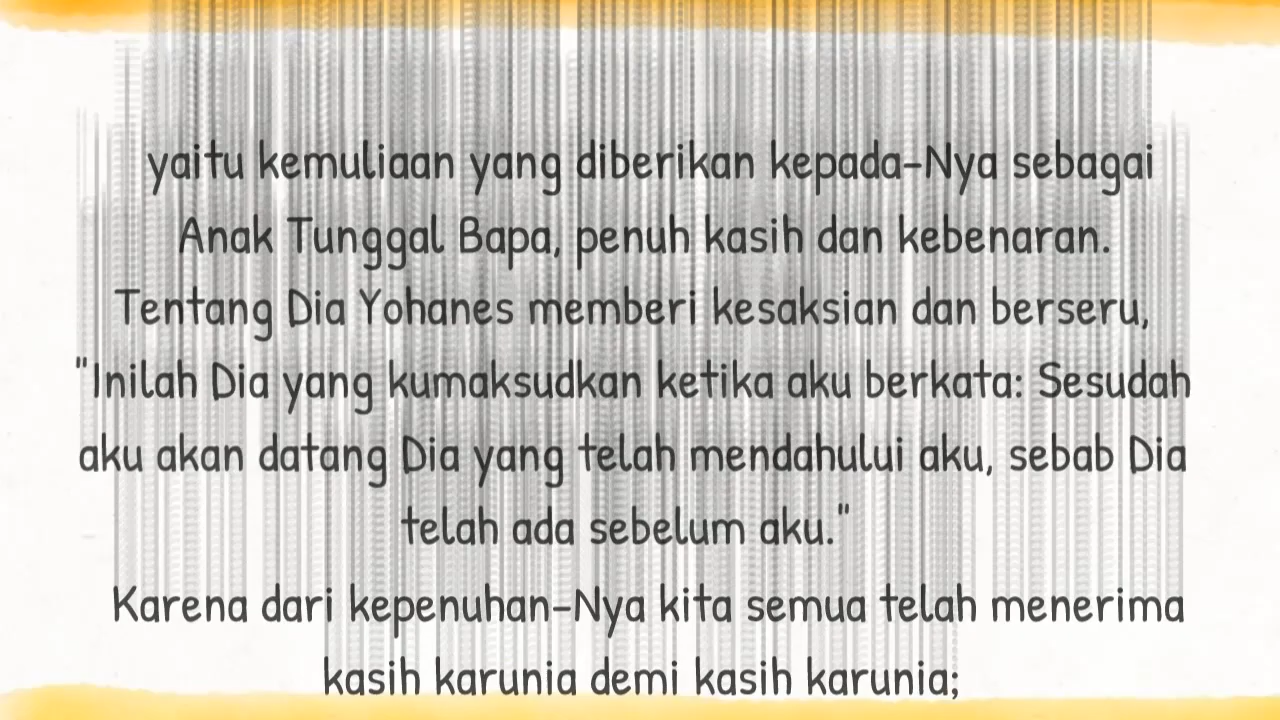 yaitu kemuliaan yang diberikan kepada-Nya sebagai
Anak Tunggal Bapa, penuh kasih dan kebenaran.
Tentang Dia Yohanes memberi kesaksian dan berseru,
"Inilah Dia yang kumaksudkan ketika aku berkata: Sesudah
aku akan datang Dia yang telah mendahului aku, sebab Dia
telah ada sebelum aku."
Karena dari kepenuhan-Nya kita semua telah menerima
kasih karunia demi kasih karunia;